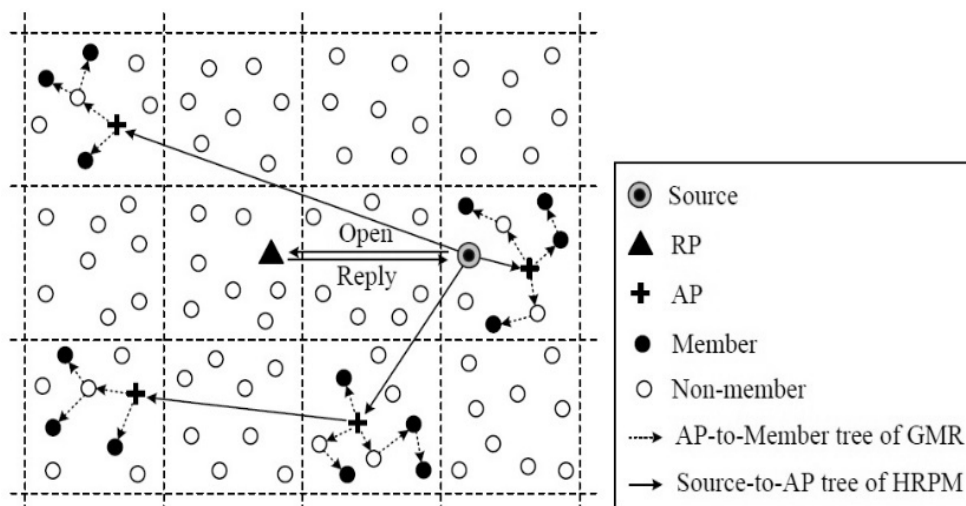 Open
Reply
Source
RP
AP
Member
Non-member
AP-to-Member tree of GMR
Source-to-AP tree of HRPM